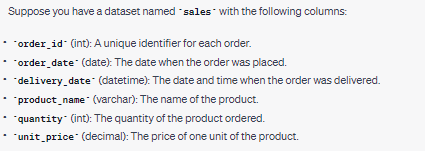 Suppose you have a dataset named `sales` with the following columns:
• `order_id` (int): A unique identifier for each order.
• `order_date` (date): The date when the order was placed.
• `delivery_date` (datetime): The date and time when the order was delivered.
• `product_name` (varchar): The name of the product.
• `quantity` (int): The quantity of the product ordered.
• `unit_price` (decimal): The price of one unit of the product.